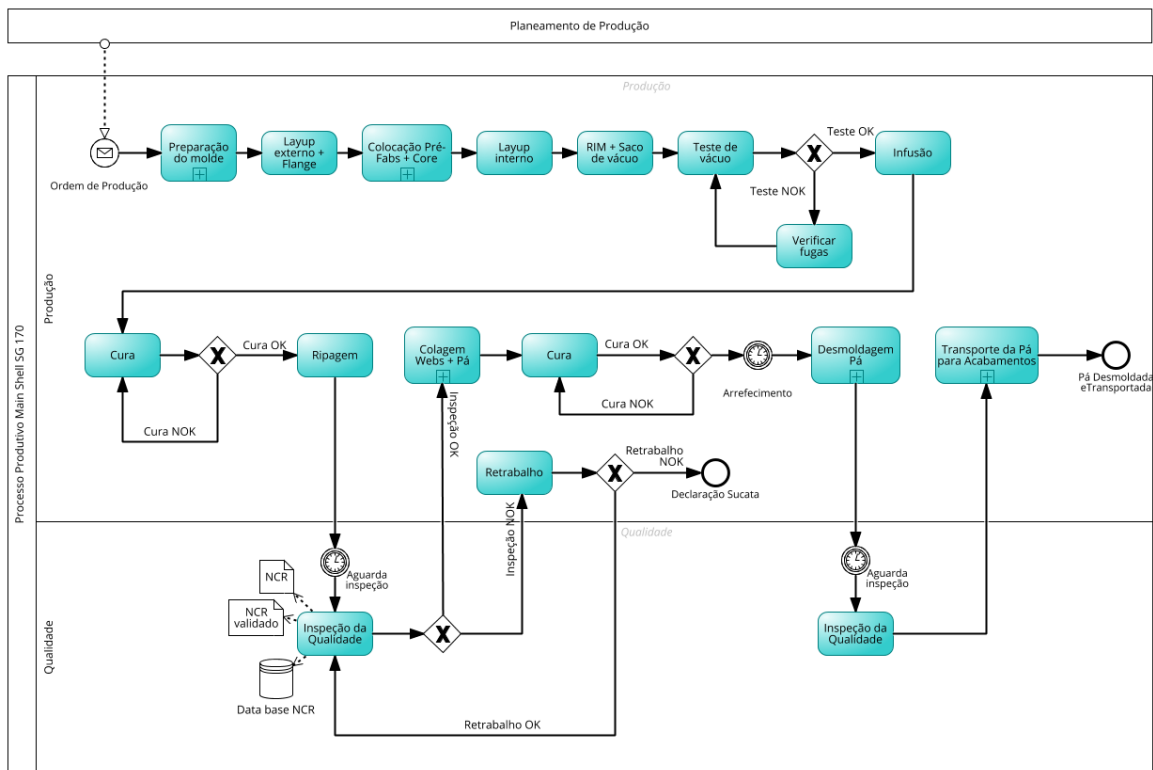 Planeamento de Produção
Processo Produtivo Main Shell SG 170
Produção
Produção
Ordem de Produção
Preparação
do molde
Layup
externo +
Flange
Colocação Pré-
Fabs + Core
Layup
interno
RIM + Saco
de vácuo
Teste de
vácuo
Teste OK
Teste NOK
Infusão
Verificar
fugas
Cura
Cura OK
Cura NOK
Ripagem
Colagem
Webs + Pá
Inspeção OK
Cura
Cura OK
Cura NOK
Arrefecimento
Desmoldagem
Pá
Transporte da Pá
para Acabamentos
Pá Desmoldada
eTransportada
Retrabalho
Retrabalho
NOK
Declaração Sucata
Inspeção NOK
Qualidade
Qualidade
Aguarda
inspeção
NCR
NCR
validado
Inspeção da
Qualidade
Data base NCR
Retrabalho OK
Aguarda
inspeção
Inspeção da
Qualidade